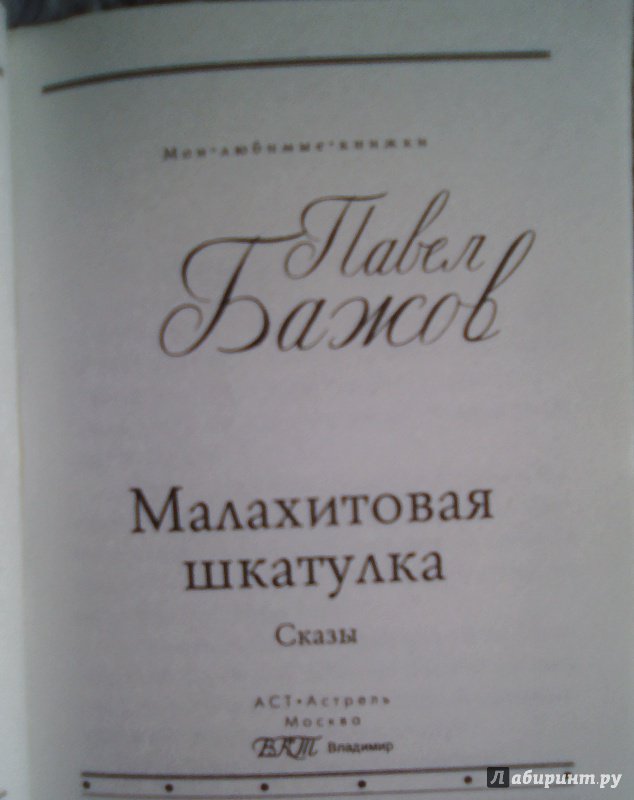 Мои•любимые•книжки
Павел
Бажов
Малахитовая
шкатулка
Сказы
АСТ•Астрель
Москва
ВКТ Владимир
Лабиринт.ру